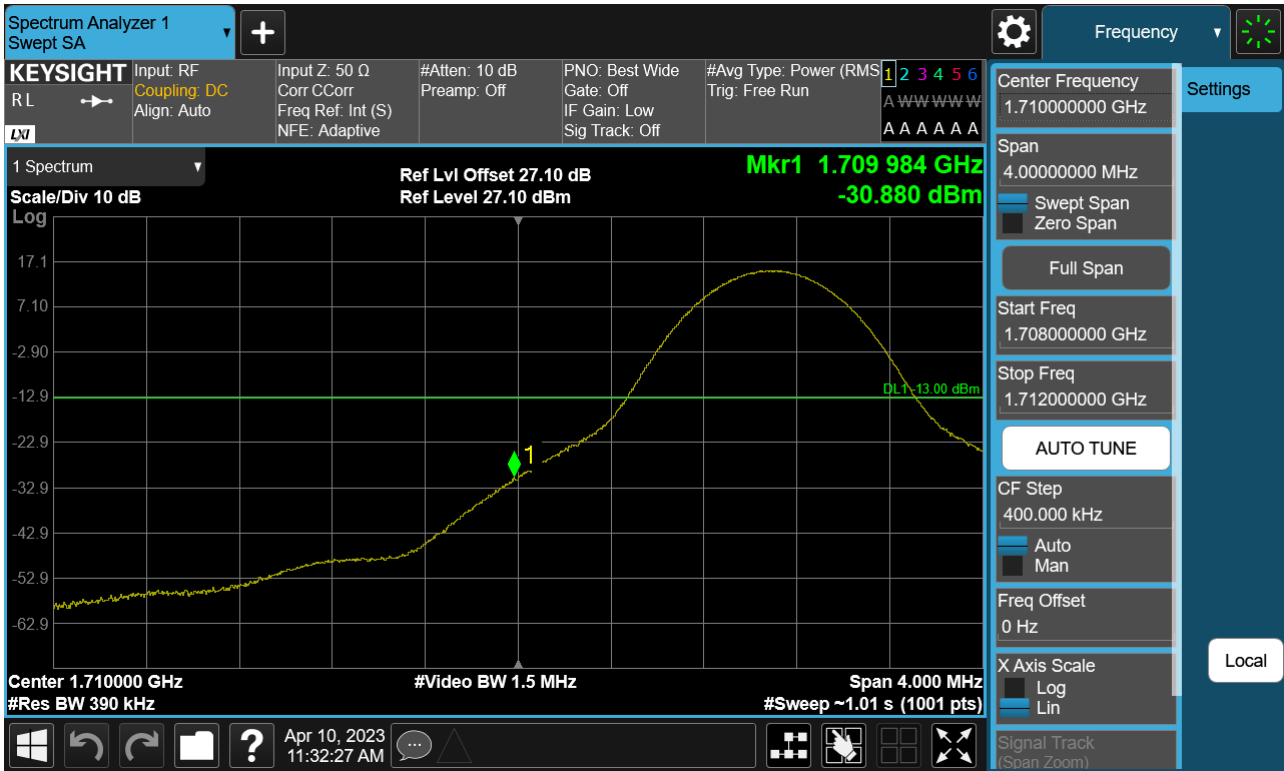 Spectrum Analyzer 1
Swept SA
Frequency
KEYSIGHT
R L
LXI
Input: RF
Coupling: DC
Align: Auto
Input Z: 50 Ω
Corr CCorr
Freq Ref: Int (S)
NFE: Adaptive
#Atten: 10 dB
Preamp: Off
PNO: Best Wide
Gate: Off
IF Gain: Low
Sig Track: Off
#Avg Type: Power (RMS
Trig: Free Run
1 2 3 4 5 6
A W W W W W
A A A A A A
1 Spectrum
Scale/Div 10 dB
Log
Ref Lvl Offset 27.10 dB
Ref Level 27.10 dBm
Mkr1 1.709 984 GHz
-30.880 dBm
17.1
7.10
-2.90
-12.9
-22.9
-32.9
-42.9
-52.9
-62.9
DL1 -13.00 dBm
1
Center 1.710000 GHz
#Res BW 390 kHz
#Video BW 1.5 MHz
Span 4.000 MHz
#Sweep ~1.01 s (1001 pts)
Center Frequency
1.710000000 GHz
Span
4.00000000 MHz
Swept Span
Zero Span
Full Span
Start Freq
1.708000000 GHz
Stop Freq
1.712000000 GHz
AUTO TUNE
CF Step
400.000 kHz
Auto
Man
Freq Offset
0 Hz
X Axis Scale
Log
Lin
Signal Track
(Span Zoom)
Settings
Local
?
Apr 10, 2023
11:32:27 AM